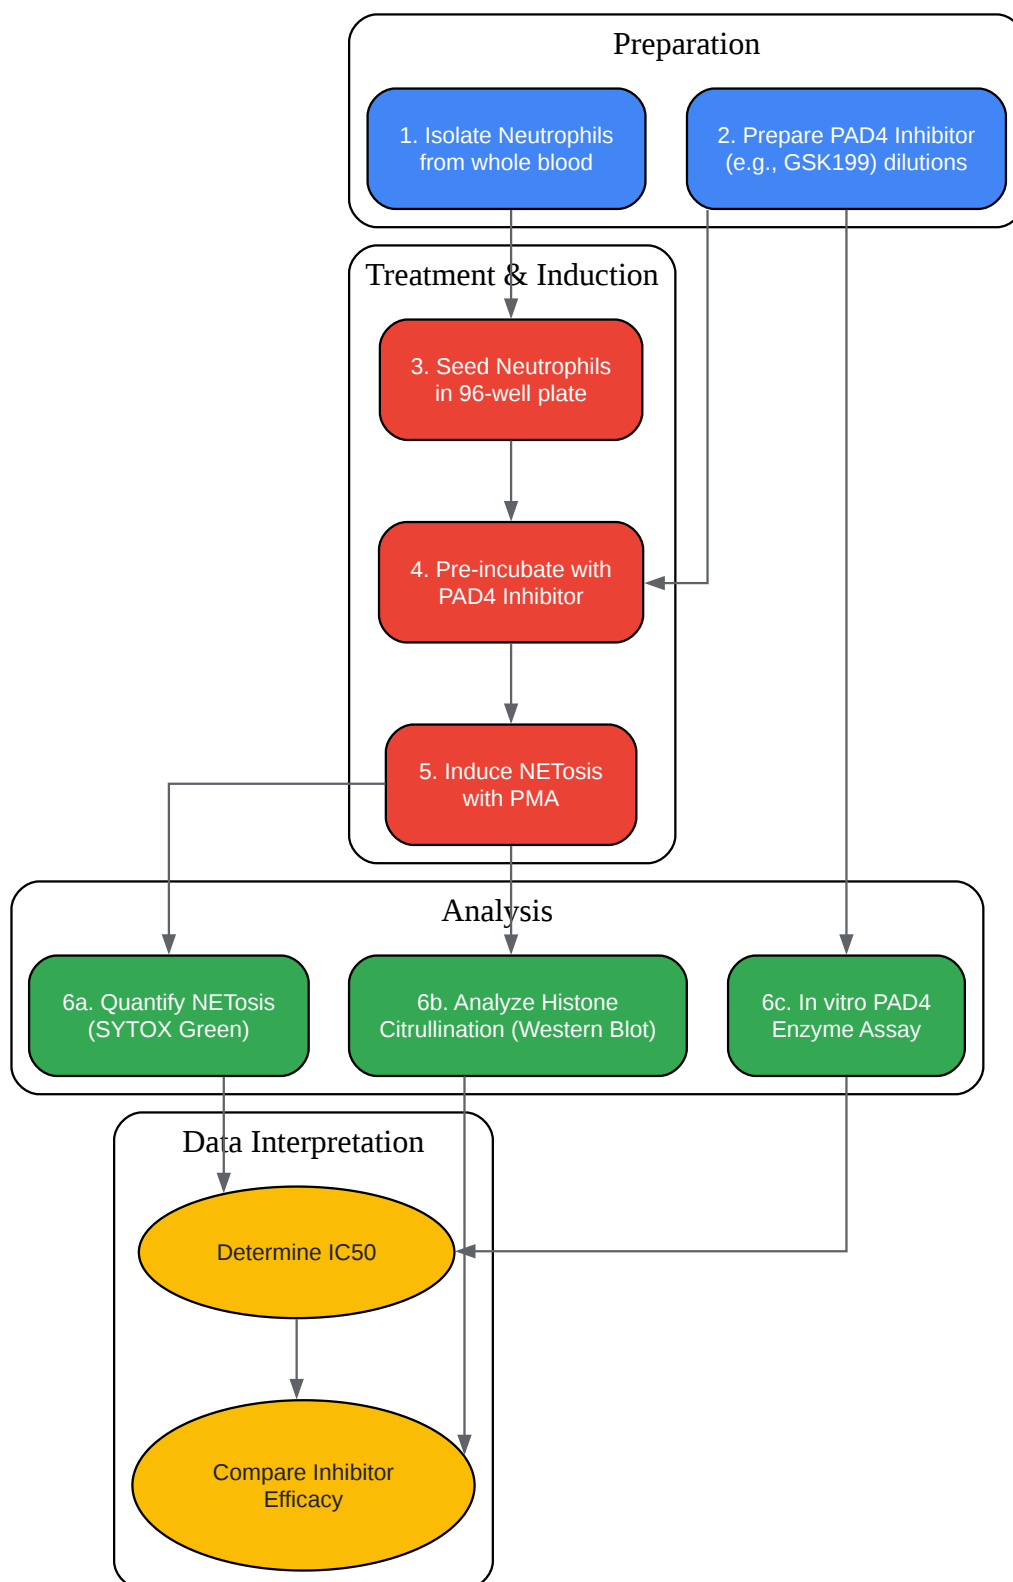 Preparation
1. Isolate Neutrophils
from whole blood
2. Prepare PAD4 Inhibitor
(e.g., GSK199) dilutions
Treatment & Induction
3. Seed Neutrophils
in 96-well plate
4. Pre-incubate with
PAD4 Inhibitor
5. Induce NETosis
with PMA
Analysis
6a. Quantify NETosis
(SYTOX Green)
6b. Analyze Histone
Citrullination (Western Blot)
6c. In vitro PAD4
Enzyme Assay
Data Interpretation
Determine IC50
Compare Inhibitor
Efficacy